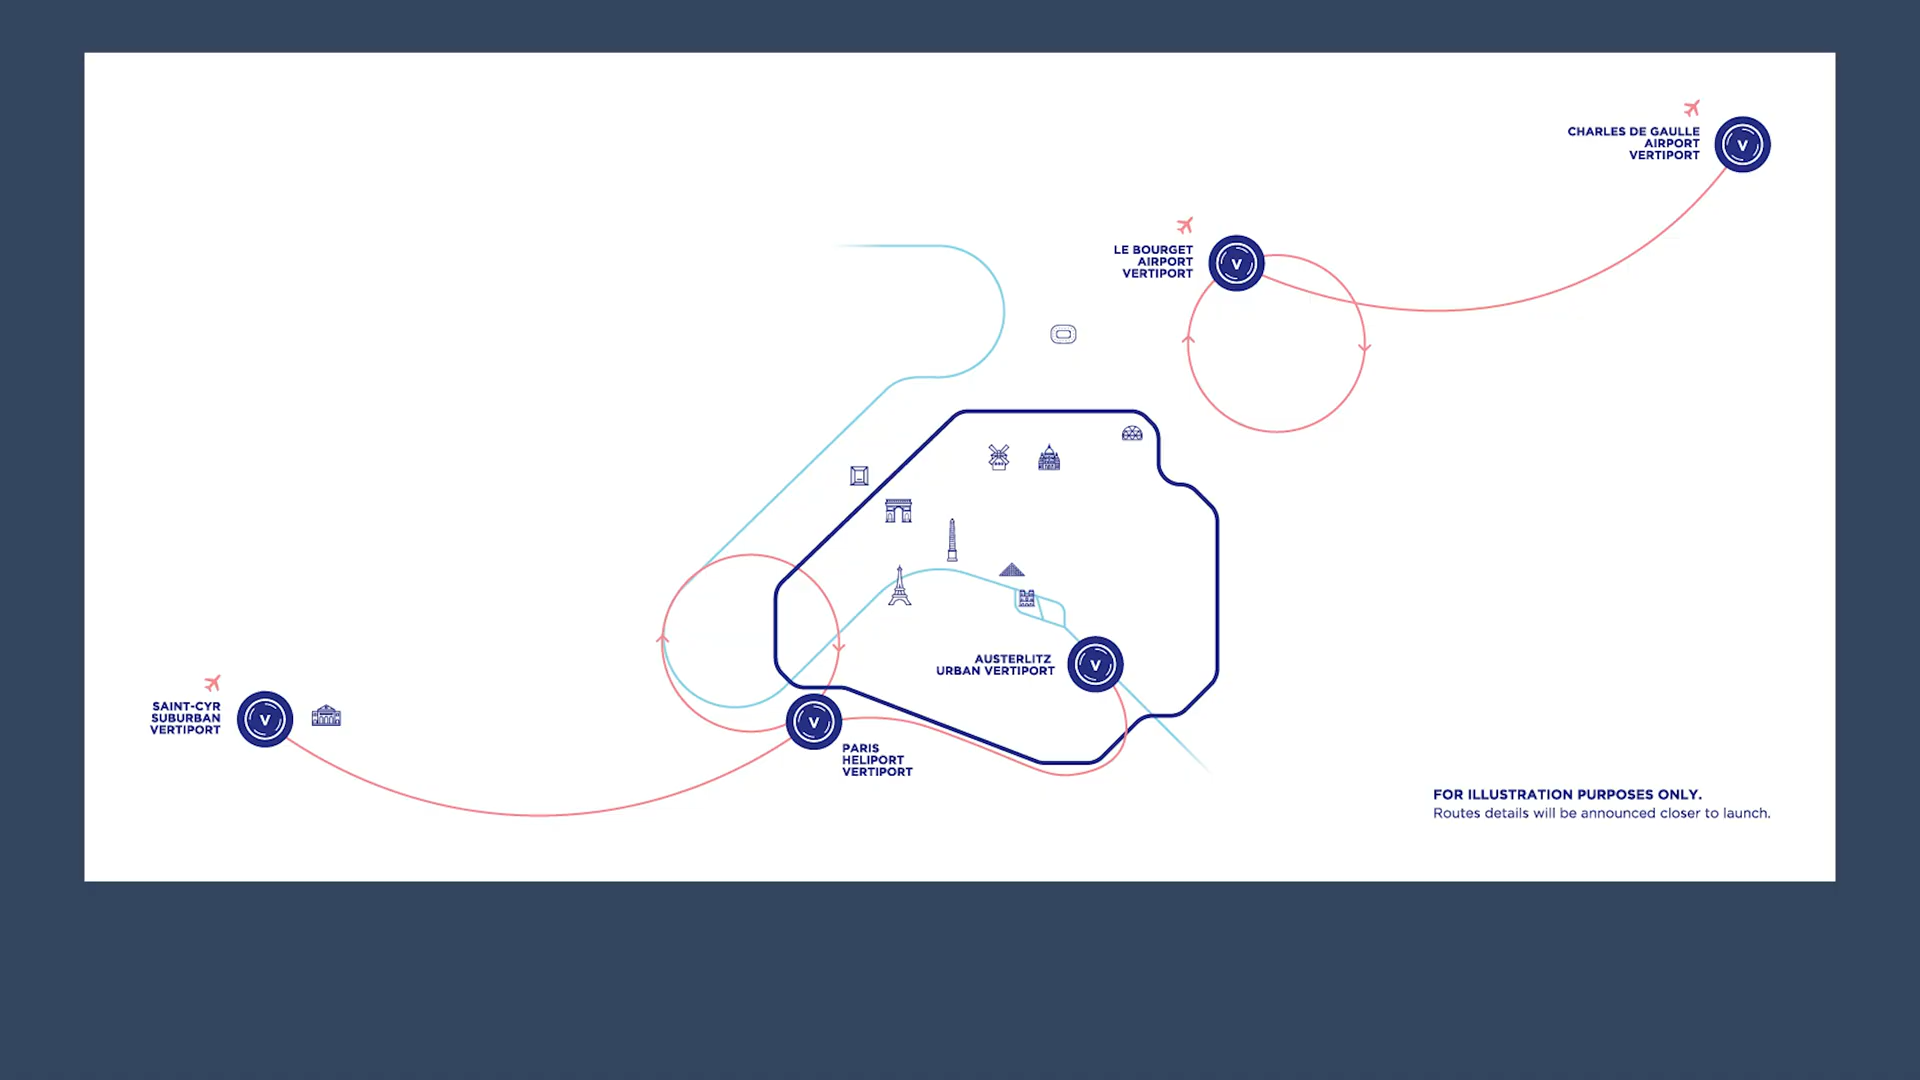 CHARLES DE GAULLE
AIRPORT
VERTIPORT
V
LE BOURGET
AIRPORT
VERTIPORT
V
AUSTERLITZ
URBAN VERTIPORT
V
SAINT-CYR
SUBURBAN
VERTIPORT
V
V
PARIS
HELIPORT
VERTIPORT
FOR ILLUSTRATION PURPOSES ONLY.
Routes details will be announced closer to launch.